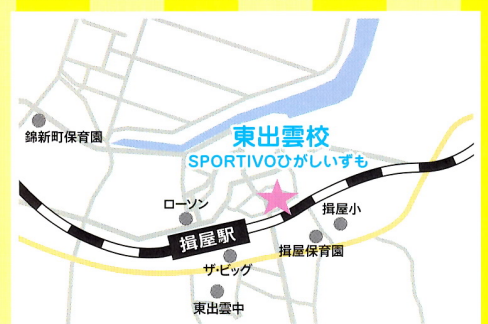 錦新町保育園
東出雲校
SPORTIVOひがしいずも
ローソン
揖屋小
揖屋駅
揖屋保育園
ザ・ビッグ
東出雲中